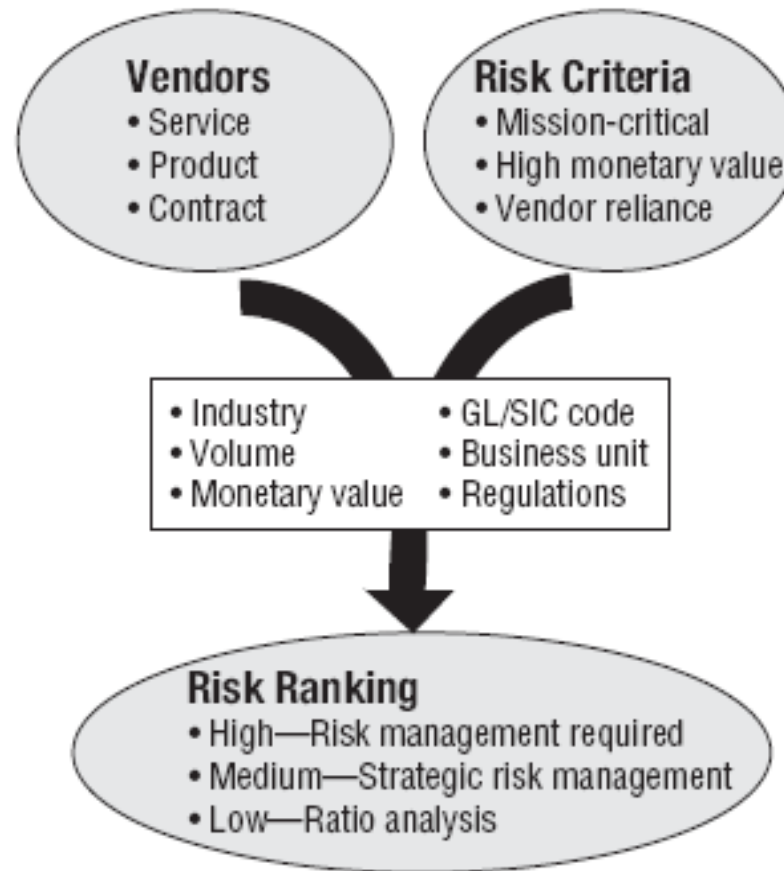 Vendors
• Service
• Product
• Contract
Risk Criteria
• Mission-critical
• High monetary value
• Vendor reliance
• Industry
• Volume
• Monetary value
• GL/SIC code
• Business unit
• Regulations
Risk Ranking
• High—Risk management required
• Medium—Strategic risk management
• Low—Ratio analysis